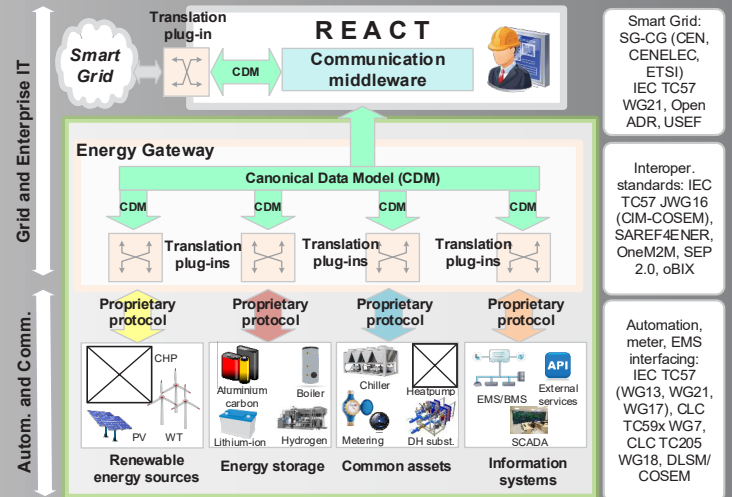 Grid and Enterprise IT
Autom. and Comm.
Smart
Grid
Translation
plug-in
CDM
REACT
Communication
middleware
Energy Gateway
Canonical Data Model (CDM)
CDM
CDM
CDM
CDM
Translation
plug-ins
Translation
plug-ins
Translation
plug-ins
Proprietary
protocol
Proprietary
protocol
Proprietary
protocol
Proprietary
protocol
CHP
PV
WT
Renewable
energy sources
Aluminium
carbon
Boiler
Lithium-ion
Hydrogen
Energy storage
Chiller
Heatpump
Metering
DH subst.
Common assets
EMS/BMS
API
External
services
SCADA
Information
systems
Smart Grid:
SG-CG (CEN,
CENELEC,
ETSI)
IEC TC57
WG21, Open
ADR, USEF
Interoper.
standards: IEC
TC57 JWG16
(CIM-COSEM),
SAREF4ENER,
OneM2M, SEP
2.0, oBIX
Automation,
meter, EMS
interfacing:
IEC TC57
(WG13, WG21,
WG17), CLC
TC59x WG7,
CLC TC205
WG18, DLSM/
COSEM